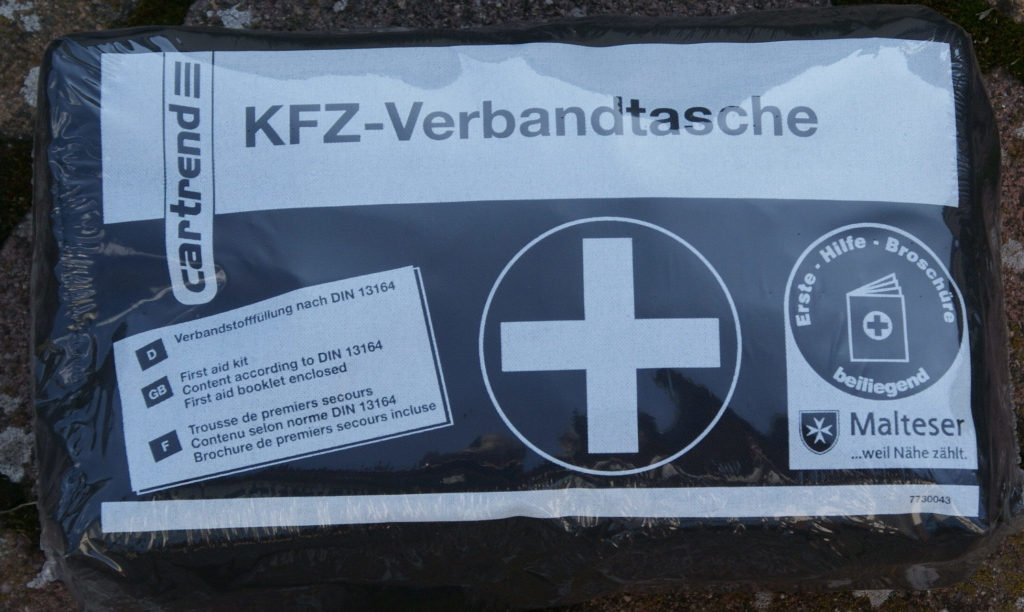 cartrend
KFZ-Verbandtasche
D
Verbandstofffüllung nach DIN 13164
GB
First aid kit
Content according to DIN 13164
First aid booklet enclosed
F
Trousse de premiers secours
Contenu selon norme DIN 13164
Brochure de premiers secours incluse
Erste - Hilfe - Broschüre
beiliegend
Malteser
...weil Nähe zählt.
7730043